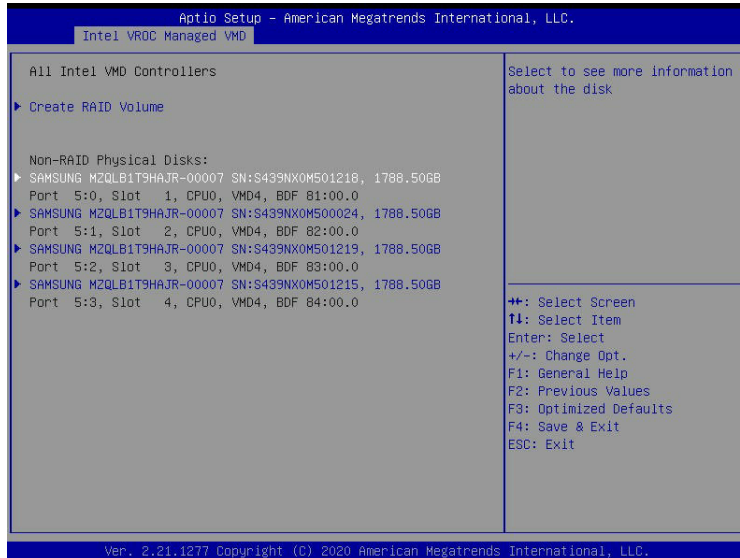 Aptio Setup – American Megatrends International, LLC.
Intel VROC Managed VMD
All Intel VMD Controllers
Create RAID Volume
Non-RAID Physical Disks:
SAMSUNG MZQLB1T9HAJR-00007 SN:S439NX0M501218, 1788.50GB
Port 5:0, Slot 1, CPU0, VMD4, BDF 81:00.0
SAMSUNG MZQLB1T9HAJR-00007 SN:S439NX0M500024, 1788.50GB
Port 5:1, Slot 2, CPU0, VMD4, BDF 82:00.0
SAMSUNG MZQLB1T9HAJR-00007 SN:S439NX0M501219, 1788.50GB
Port 5:2, Slot 3, CPU0, VMD4, BDF 83:00.0
SAMSUNG MZQLB1T9HAJR-00007 SN:S439NX0M501215, 1788.50GB
Port 5:3, Slot 4, CPU0, VMD4, BDF 84:00.0
Select to see more information
about the disk
→←: Select Screen
↑↓: Select Item
Enter: Select
+/-: Change Opt.
F1: General Help
F2: Previous Values
F3: Optimized Defaults
F4: Save & Exit
ESC: Exit
Ver. 2.21.1277 Copyright (C) 2020 American Megatrends International, LLC.